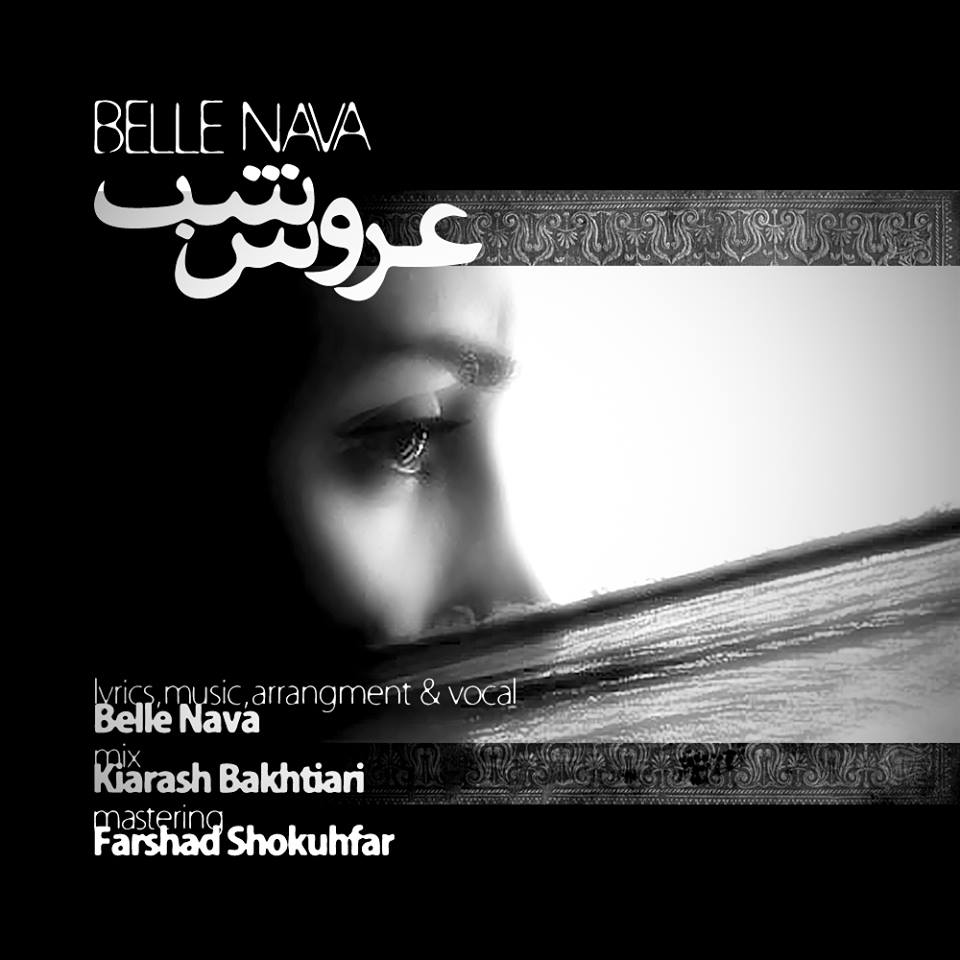 BELLE NAVA
عروس شب
lyrics,music,arrangment & vocal
Belle Nava
mix
Kiarash Bakhtiari
mastering
Farshad Shokuhfar